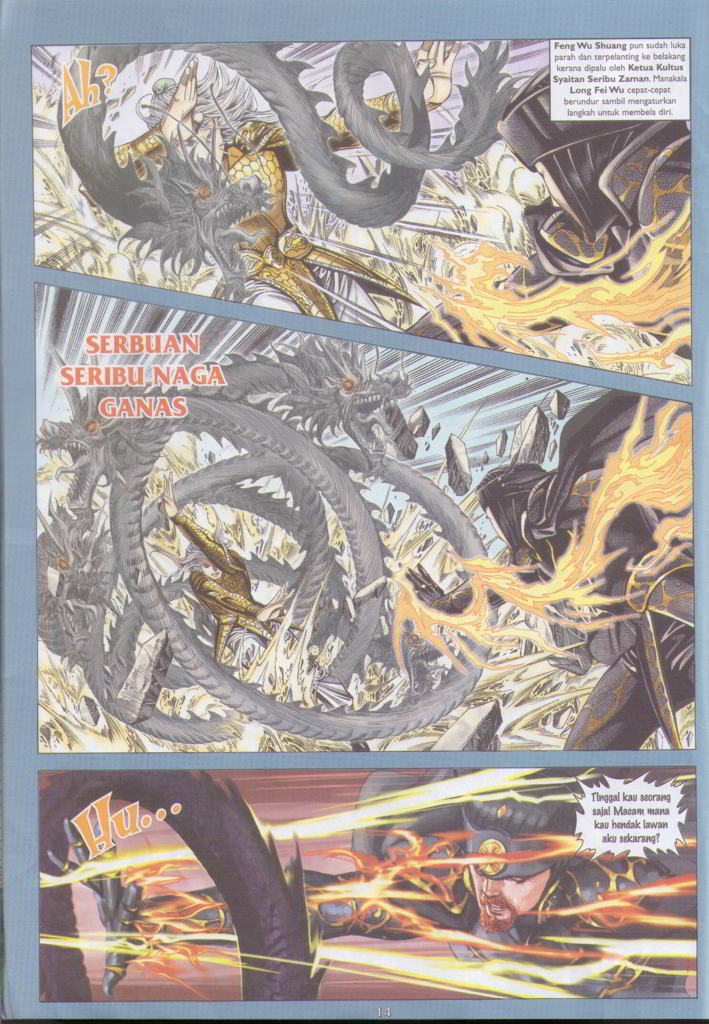 Ah?
Feng Wu Shuang pun sudah luka
parah dan terpelanting ke belakang
kerana dipalu oleh Ketua Kultus
Syaitan Seribu Zaman. Manakala
Long Fei Wu cepat-cepat
berundur sambil mengaturkan
langkah untuk membela diri.
SERBUAN
SERIBU NAGA
GANAS
Hu...
Tinggal kau seorang
saja! Macam mana
kau hendak lawan
aku sekarang?
14